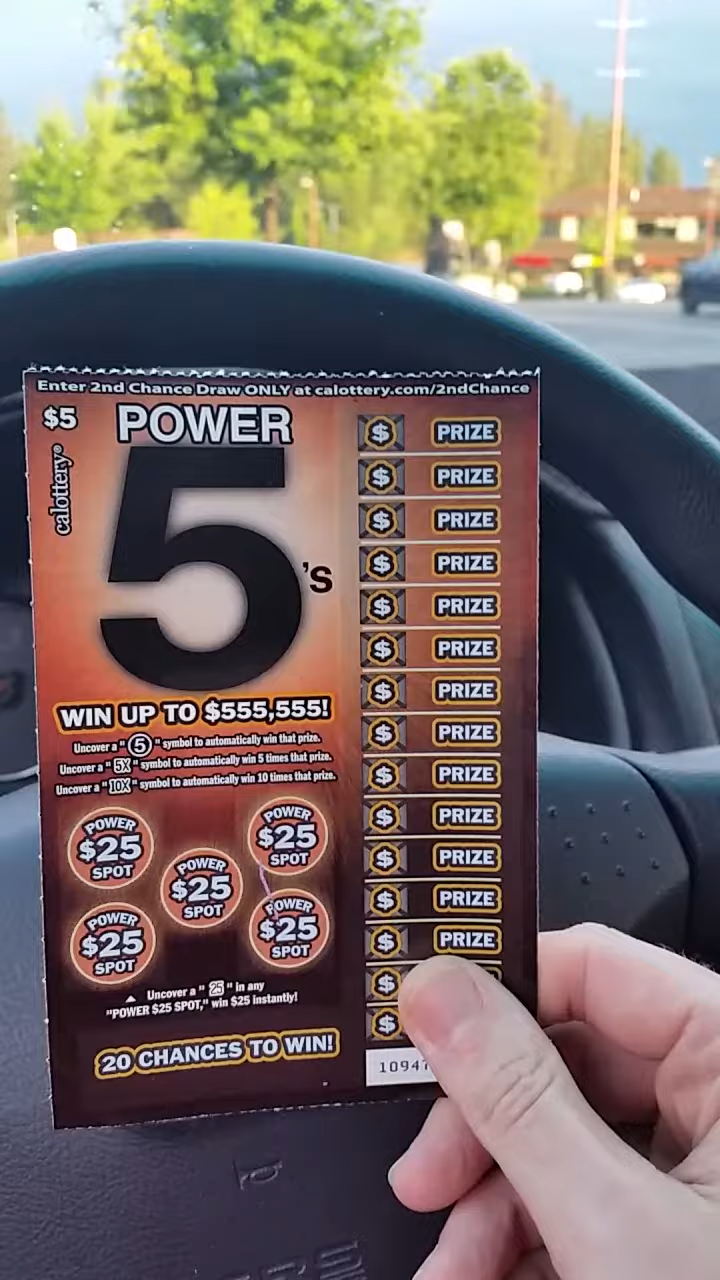 Enter 2nd Chance Draw ONLY at calottery.com/2ndChance
$5
calottery®
POWER
5's
WIN UP TO $555,555!
Uncover a "5" symbol to automatically win that prize.
Uncover a "5X" symbol to automatically win 5 times that prize.
Uncover a "10X" symbol to automatically win 10 times that prize.
POWER
$25
SPOT
POWER
$25
SPOT
POWER
$25
SPOT
POWER
$25
SPOT
POWER
$25
SPOT
Uncover a "25" in any
"POWER $25 SPOT," win $25 instantly!
20 CHANCES TO WIN!
$ PRIZE
$ PRIZE
$ PRIZE
$ PRIZE
$ PRIZE
$ PRIZE
$ PRIZE
$ PRIZE
$ PRIZE
$ PRIZE
$ PRIZE
$ PRIZE
$ PRIZE
$
$
1094